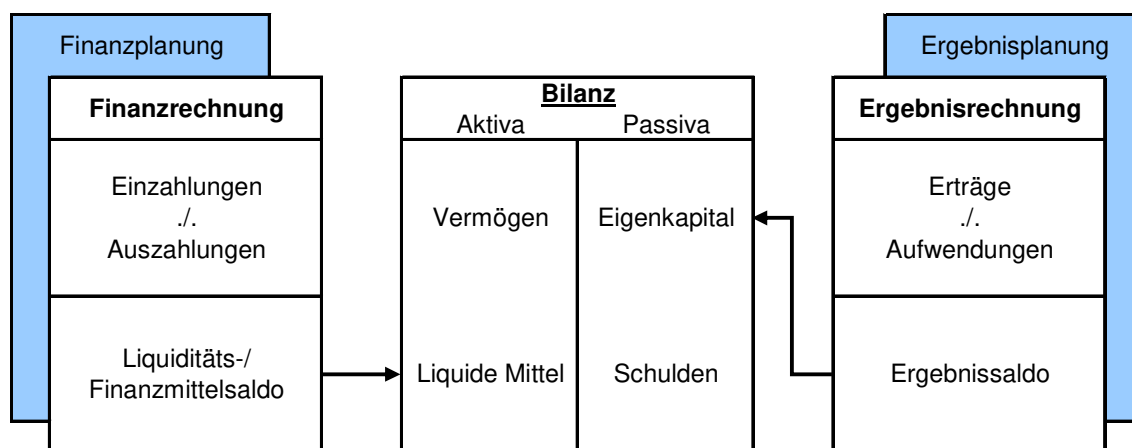 Finanzplanung
Finanzrechnung
Einzahlungen
./.
Auszahlungen
Liquiditäts-/
Finanzmittelsaldo
Bilanz
Aktiva Passiva
Vermögen Eigenkapital
Liquide Mittel Schulden
Ergebnisplanung
Ergebnisrechnung
Erträge
./.
Aufwendungen
Ergebnissaldo